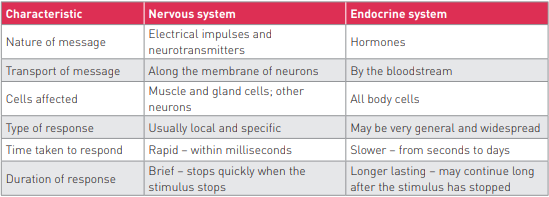 Characteristic Nervous system Endocrine system
Nature of message Electrical impulses and neurotransmitters Hormones
Transport of message Along the membrane of neurons By the bloodstream
Cells affected Muscle and gland cells; other neurons All body cells
Type of response Usually local and specific May be very general and widespread
Time taken to respond Rapid – within milliseconds Slower – from seconds to days
Duration of response Brief – stops quickly when the stimulus stops Longer lasting – may continue long after the stimulus has stopped